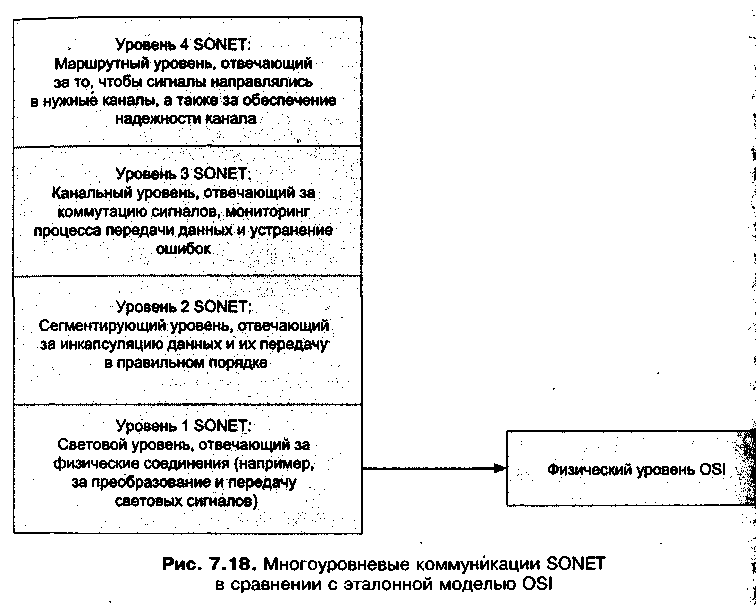 Уровень 4 SONET:
Маршрутный уровень, отвечающий
за то, чтобы сигналы направлялись
в нужные каналы, а также за обеспечение
надежности канала
Уровень 3 SONET:
Канальный уровень, отвечающий за
коммутацию сигналов, мониторинг
процесса передачи данных и устранение
ошибок
Уровень 2 SONET:
Сегментирующий уровень, отвечающий
за инкапсуляцию данных и их передачу
в правильном порядке
Уровень 1 SONET:
Световой уровень, отвечающий за
физические соединения (например,
за преобразование и передачу
световых сигналов)
Физический уровень OSI
Рис. 7.18. Многоуровневые коммуникации SONET
в сравнении с эталонной моделью OSI